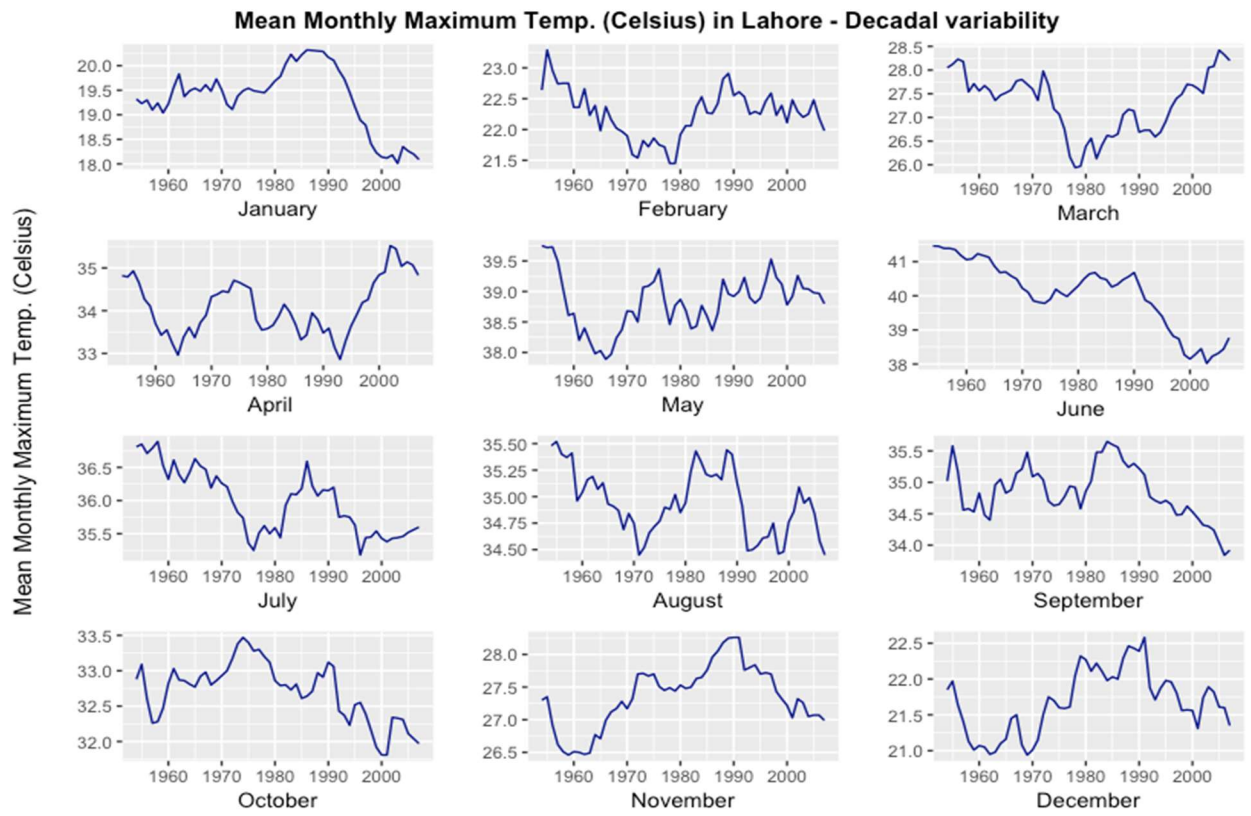 Mean Monthly Maximum Temp. (Celsius) in Lahore - Decadal variability
Mean Monthly Maximum Temp. (Celsius)
20.0
19.5
19.0
18.5
18.0
1960 1970 1980 1990 2000
January
23.0
22.5
22.0
21.5
1960 1970 1980 1990 2000
February
28.5
28.0
27.5
27.0
26.5
26.0
1960 1970 1980 1990 2000
March
35
34
33
1960 1970 1980 1990 2000
April
39.5
39.0
38.5
38.0
1960 1970 1980 1990 2000
May
41
40
39
38
1960 1970 1980 1990 2000
June
36.5
36.0
35.5
1960 1970 1980 1990 2000
July
35.50
35.25
35.00
34.75
34.50
1960 1970 1980 1990 2000
August
35.5
35.0
34.5
34.0
1960 1970 1980 1990 2000
September
33.5
33.0
32.5
32.0
1960 1970 1980 1990 2000
October
28.0
27.5
27.0
26.5
1960 1970 1980 1990 2000
November
22.5
22.0
21.5
21.0
1960 1970 1980 1990 2000
December